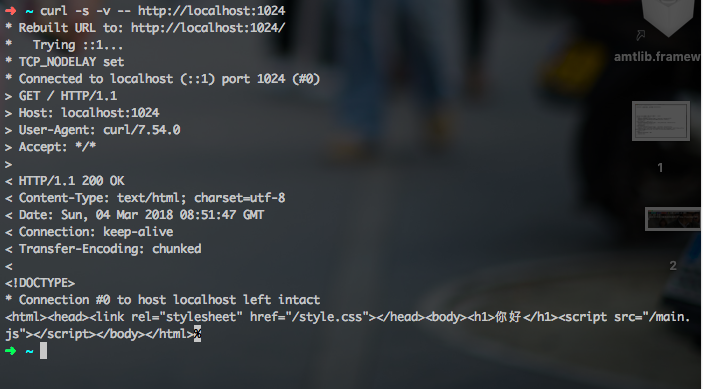 ➜ ~ curl -s -v -- http://localhost:1024
* Rebuilt URL to: http://localhost:1024/
*   Trying ::1...
* TCP_NODELAY set
* Connected to localhost (::1) port 1024 (#0)
> GET / HTTP/1.1
> Host: localhost:1024
> User-Agent: curl/7.54.0
> Accept: */*
>
< HTTP/1.1 200 OK
< Content-Type: text/html; charset=utf-8
< Date: Sun, 04 Mar 2018 08:51:47 GMT
< Connection: keep-alive
< Transfer-Encoding: chunked
<
<!DOCTYPE>
* Connection #0 to host localhost left intact
<html><head><link rel="stylesheet" href="/style.css"></head><body><h1>你好</h1><script src="/main.
js"></script></body></html>%
➜ ~
amtlib.framew
1
2